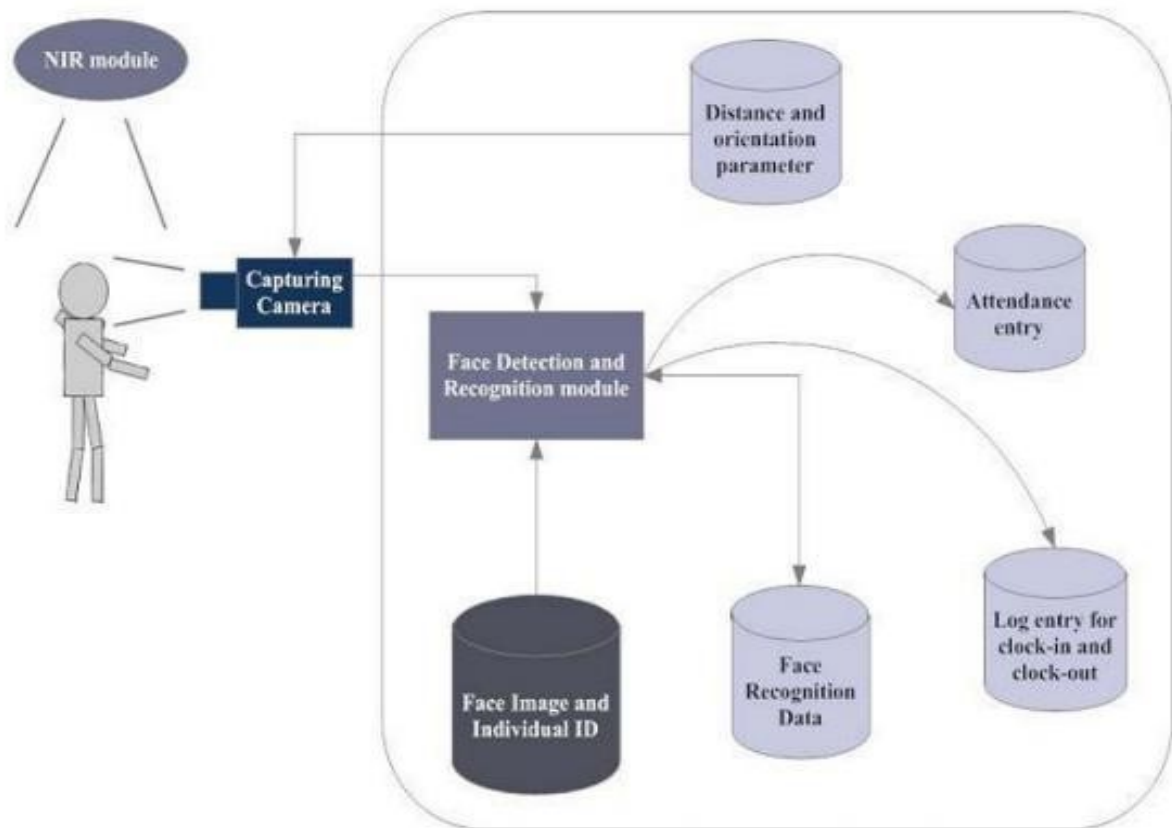 NIR module
Distance and
orientation
parameter
Capturing
Camera
Attendance
entry
Face Detection and
Recognition module
Log entry for
clock-in and
clock-out
Face
Recognition
Data
Face Image and
Individual ID